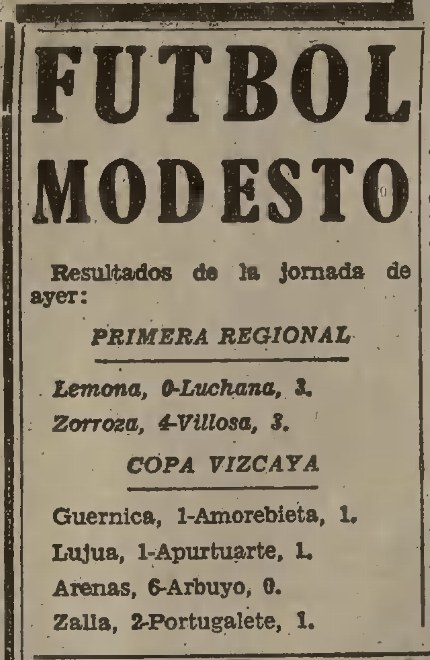 FUTBOL
MODESTO
Resultados de la jornada de
ayer:
PRIMERA REGIONAL
Lemona, 0-Luchana, 3.
Zorroza, 4-Villosa, 3.
COPA VIZCAYA
Guernica, 1-Amorebieta, 1.
Lujua, 1-Apurtuarte, 1.
Arenas, 6-Arbuyo, 0.
Zalla, 2-Portugalete, 1.